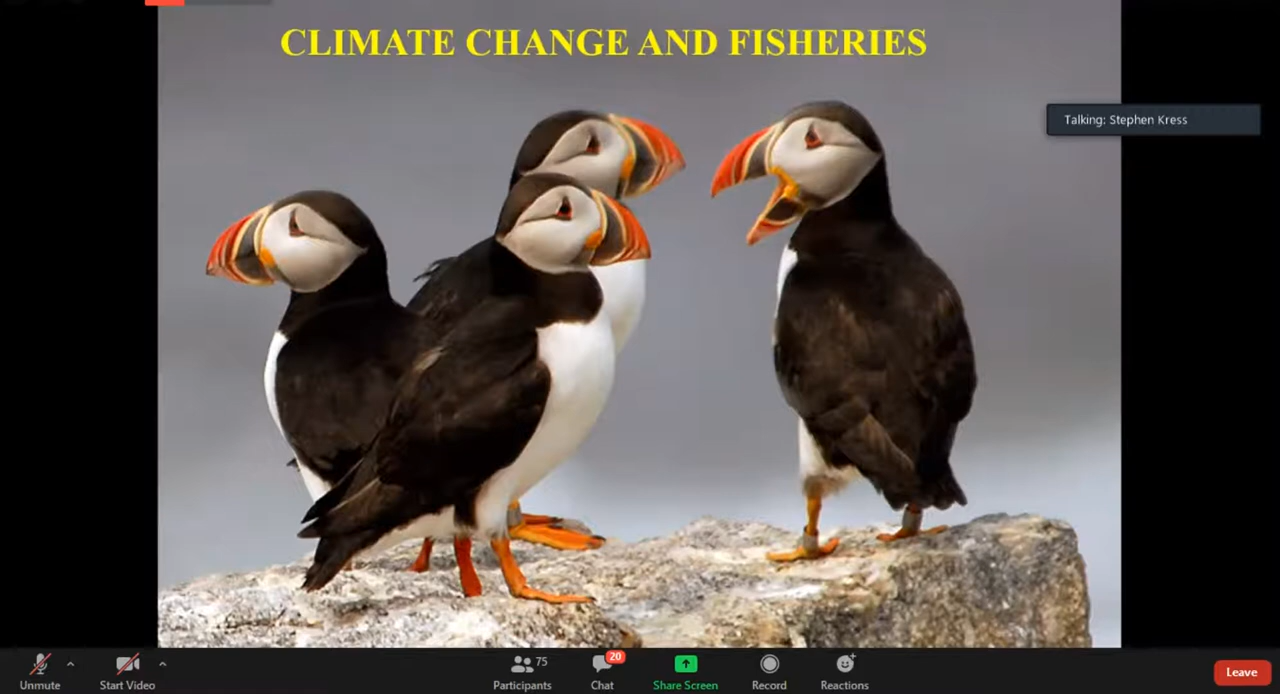 CLIMATE CHANGE AND FISHERIES
Talking: Stephen Kress
Unmute
Start Video
75
Participants
20
Chat
Share Screen
Record
Reactions
Leave